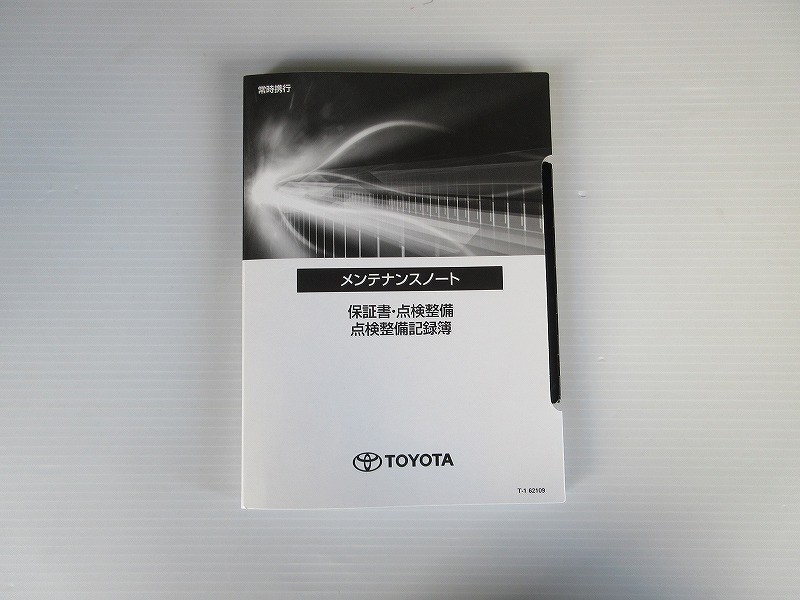 常時携行
メンテナンスノート
保証書・点検整備
点検整備記録簿
TOYOTA
T-1 62109